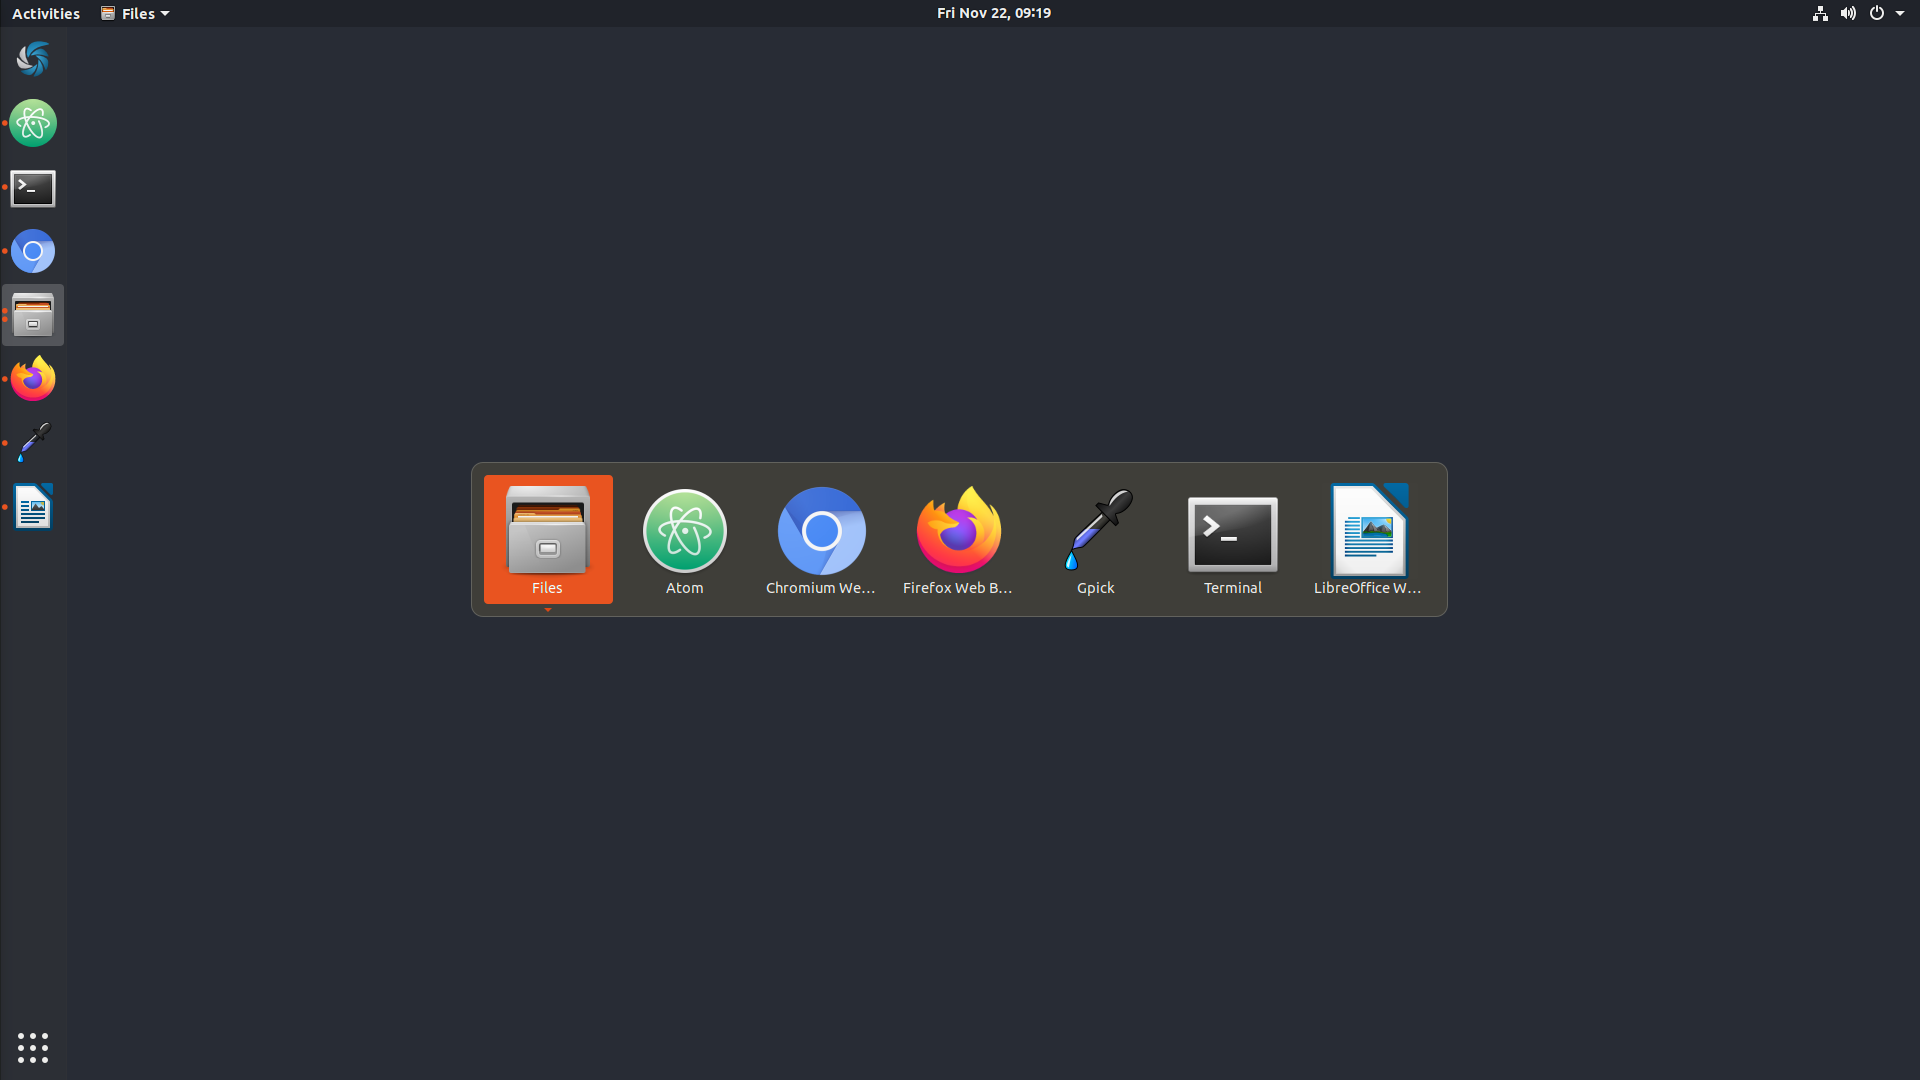 Activities
Files
Fri Nov 22, 09:19
Files
Atom
Chromium We...
Firefox Web B...
Gpick
Terminal
LibreOffice W...